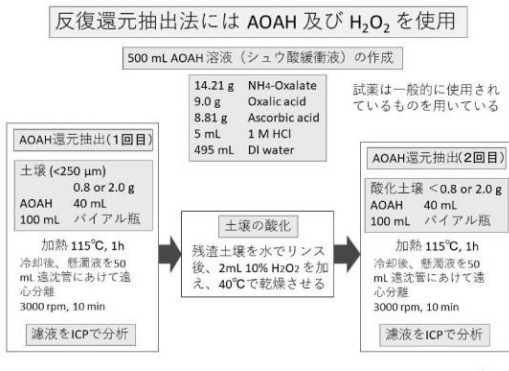 反復還元抽出法には AOAH 及び H₂O₂ を使用
500 mL AOAH 溶液(シュウ酸緩衝液)の作成
14.21 g NH4-Oxalate
9.0 g Oxalic acid
8.81 g Ascorbic acid
5 mL 1 M HCl
495 mL DI water
試薬は一般的に使用され
ているものを用いている
AOAH還元抽出(1回目)
土壌 (<250 μm)
0.8 or 2.0 g
AOAH 40 mL
100 mL バイアル瓶
加熱 115℃, 1h
冷却後、懸濁液を50
mL 遠沈管にあけて遠
心分離
3000 rpm, 10 min
濾液をICPで分析
土壌の酸化
残渣土壌を水でリンス
後、2mL 10% H2O2 を加
え、40℃で乾燥させる
AOAH還元抽出(2回目)
酸化土壌 <0.8 or 2.0 g
AOAH 40 mL
100 mL バイアル瓶
加熱 115℃, 1h
冷却後、懸濁液を50
mL 遠沈管にあけて遠
心分離
3000 rpm, 10 min
濾液をICPで分析